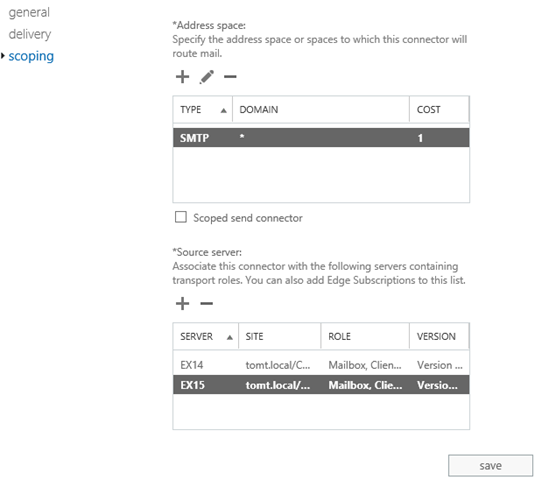 general
delivery
scoping
*Address space:
Specify the address space or spaces to which this connector will
route mail.
TYPE DOMAIN COST
SMTP * 1
Scoped send connector
*Source server:
Associate this connector with the following servers containing
transport roles. You can also add Edge Subscriptions to this list.
SERVER SITE ROLE VERSION
EX14 tomt.local/C... Mailbox, Clien... Version ...
EX15 tomt.local/... Mailbox, Clie... Versio...
save